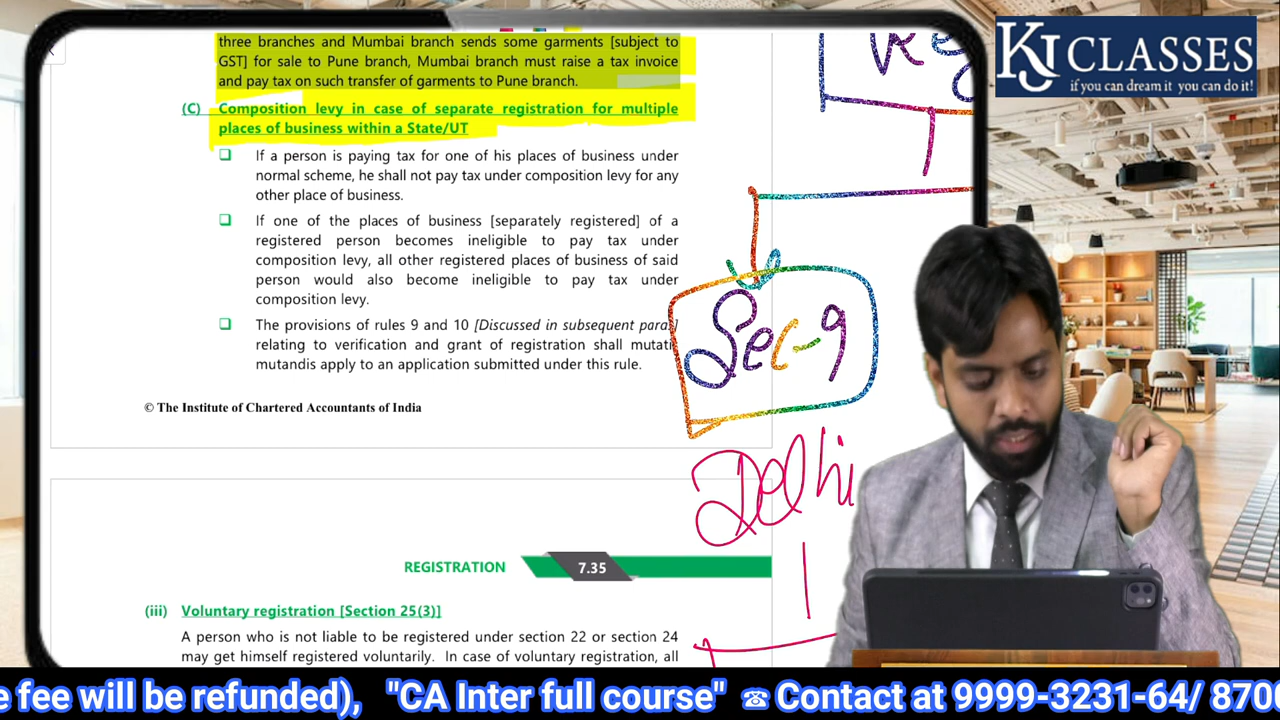 three branches and Mumbai branch sends some garments [subject to
GST] for sale to Pune branch, Mumbai branch must raise a tax invoice
and pay tax on such transfer of garments to Pune branch.
(C) Composition levy in case of separate registration for multiple
places of business within a State/UT
If a person is paying tax for one of his places of business under
normal scheme, he shall not pay tax under composition levy for any
other place of business.
If one of the places of business [separately registered] of a
registered person becomes ineligible to pay tax under
composition levy, all other registered places of business of said
person would also become ineligible to pay tax under
composition levy.
The provisions of rules 9 and 10 [Discussed in subsequent paras]
relating to verification and grant of registration shall
mutandis apply to an application submitted under this rule.
© The Institute of Chartered Accountants of India
REGISTRATION 7.35
(iii) Voluntary registration [Section 25(3)]
A person who is not liable to be registered under section 22 or section 24
may get himself registered voluntarily. In case of voluntary registration, all
Sec-9
Delhi
KJ CLASSES
if you can dream it you can do it!
e fee will be refunded), "CA Inter full course" ☎ Contact at 9999-3231-64/ 870